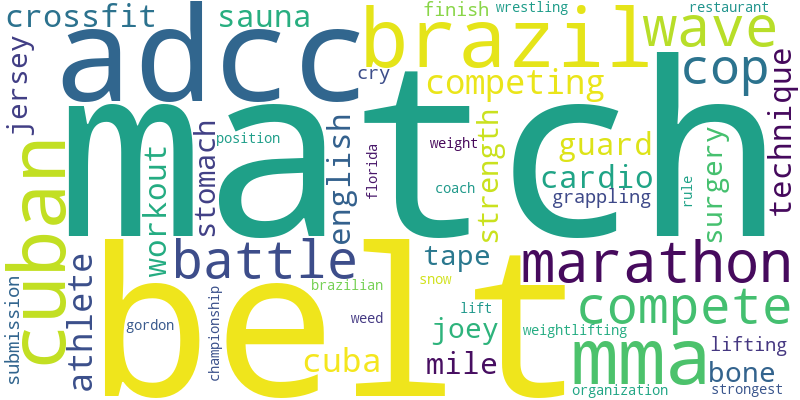 crossfit
sauna
finish
wrestling
restaurant
adcc
brazil
wave
jersey
cry
competing
cop
match
technique
cuban
workout
stomach
position
english
florida
weight
coach
strength
guard
cardio
grappling
rule
surgery
belt
battle
tape
marathon
submission
athlete
gordon
championship
brazilian
snow
compete
weed
lift
joey
weightlifting
lifting
cuba
mile
mma
bone
organization
strongest